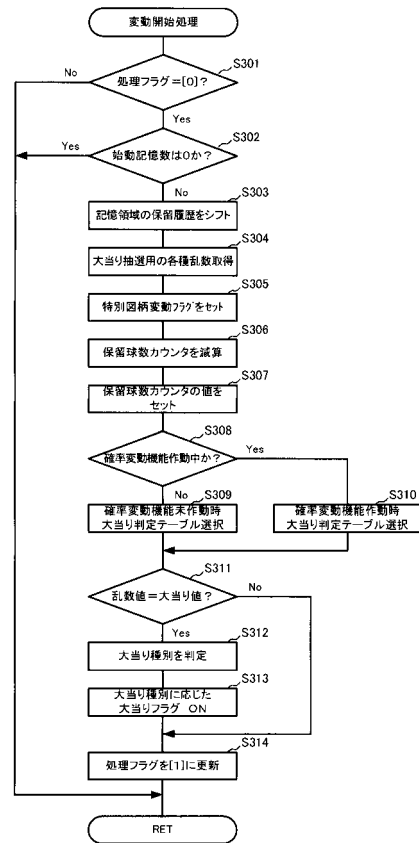 変動開始処理
S301
処理フラグ=[0]?
No
Yes
S302
始動記憶数は0か?
Yes
No
S303
記憶領域の保留履歴をシフト
S304
大当り抽選用の各種乱数取得
S305
特別図柄変動フラグをセット
S306
保留球数カウンタを減算
S307
保留球数カウンタの値を
セット
S308
確率変動機能作動中か?
Yes
No
S309
確率変動機能未作動時
大当り判定テーブル選択
S310
確率変動機能作動時
大当り判定テーブル選択
S311
乱数値=大当り値?
No
Yes
S312
大当り種別を判定
S313
大当り種別に応じた
大当りフラグ ON
S314
処理フラグを[1]に更新
RET